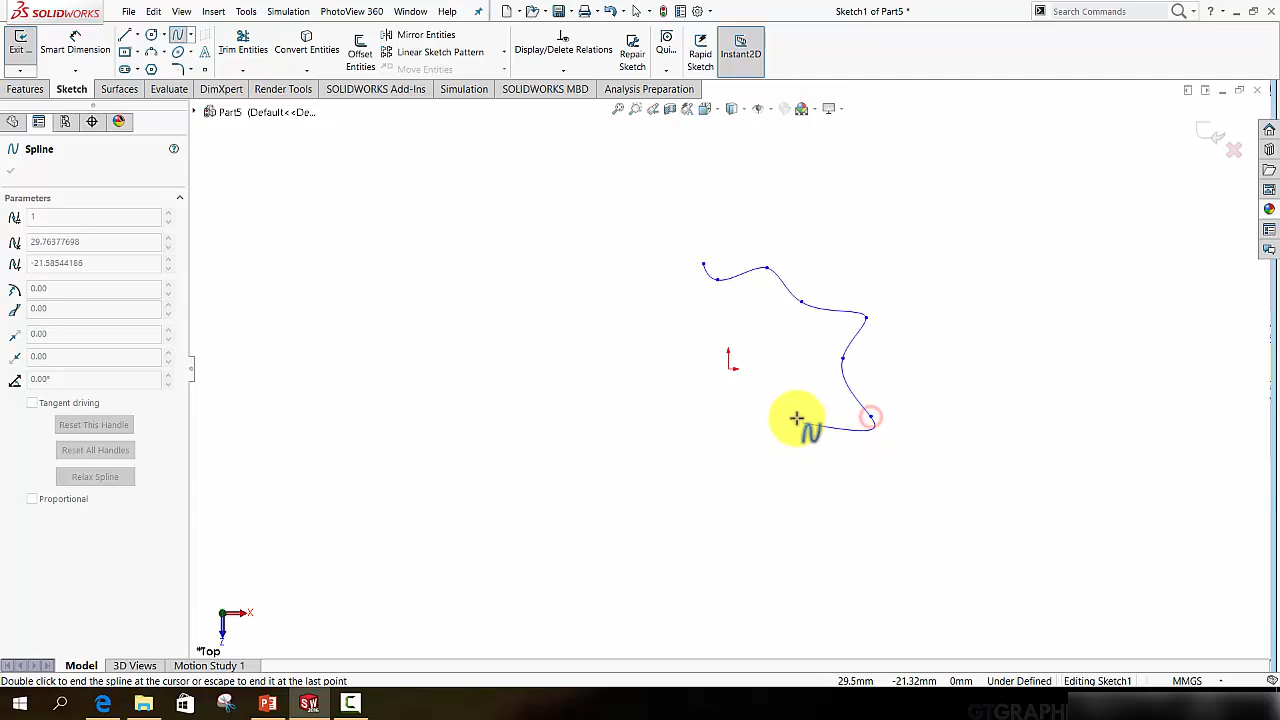 SOLIDWORKS File Edit View Insert Tools Simulation PhotoView 360 Window Help Sketch1 of Part5 * Search Commands ?
Exit... Smart Dimension Trim Entities Convert Entities Offset Entities Mirror Entities Linear Sketch Pattern Move Entities Display/Delete Relations Repair Sketch Qui... Rapid Sketch Instant2D
Features Sketch Surfaces Evaluate DimXpert Render Tools SOLIDWORKS Add-Ins Simulation SOLIDWORKS MBD Analysis Preparation
Part5 (Default<<De...
Spline ?
Parameters
1
29.76377698
-21.58544186
0.00
0.00
0.00
0.00
0.00°
Tangent driving
Reset This Handle
Reset All Handles
Relax Spline
Proportional
X
Z
*Top
Model 3D Views Motion Study 1
Double click to end the spline at the cursor or escape to end it at the last point 29.5mm -21.32mm 0mm Under Defined Editing Sketch1 MMGS